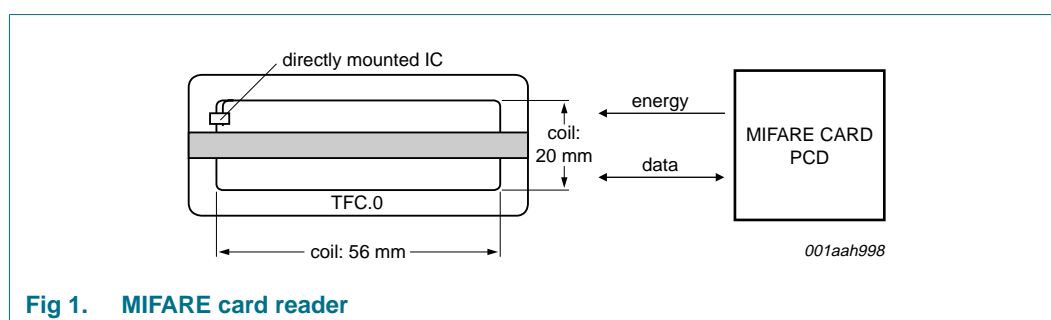 directly mounted IC
energy
coil:
20 mm
MIFARE CARD
PCD
data
TFC.0
coil: 56 mm
001aah998
Fig 1. MIFARE card reader